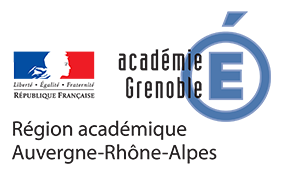 académie
Grenoble
É
Liberté • Égalité • Fraternité
RÉPUBLIQUE FRANÇAISE
Région académique
Auvergne-Rhône-Alpes